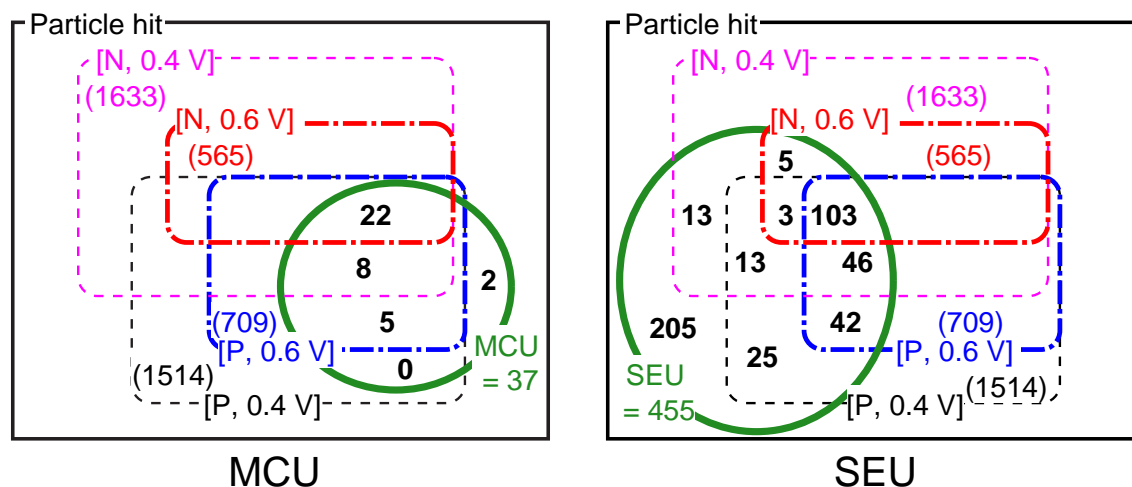 Particle hit
[N, 0.4 V]
(1633)
[N, 0.6 V]
(565)
22
8
2
5
(709)
[P, 0.6 V]
MCU
= 37
0
(1514)
[P, 0.4 V]
MCU
Particle hit
[N, 0.4 V]
(1633)
[N, 0.6 V]
(565)
5
13
3
103
13
46
205
42
(709)
[P, 0.6 V]
25
SEU
= 455
(1514)
[P, 0.4 V]
SEU